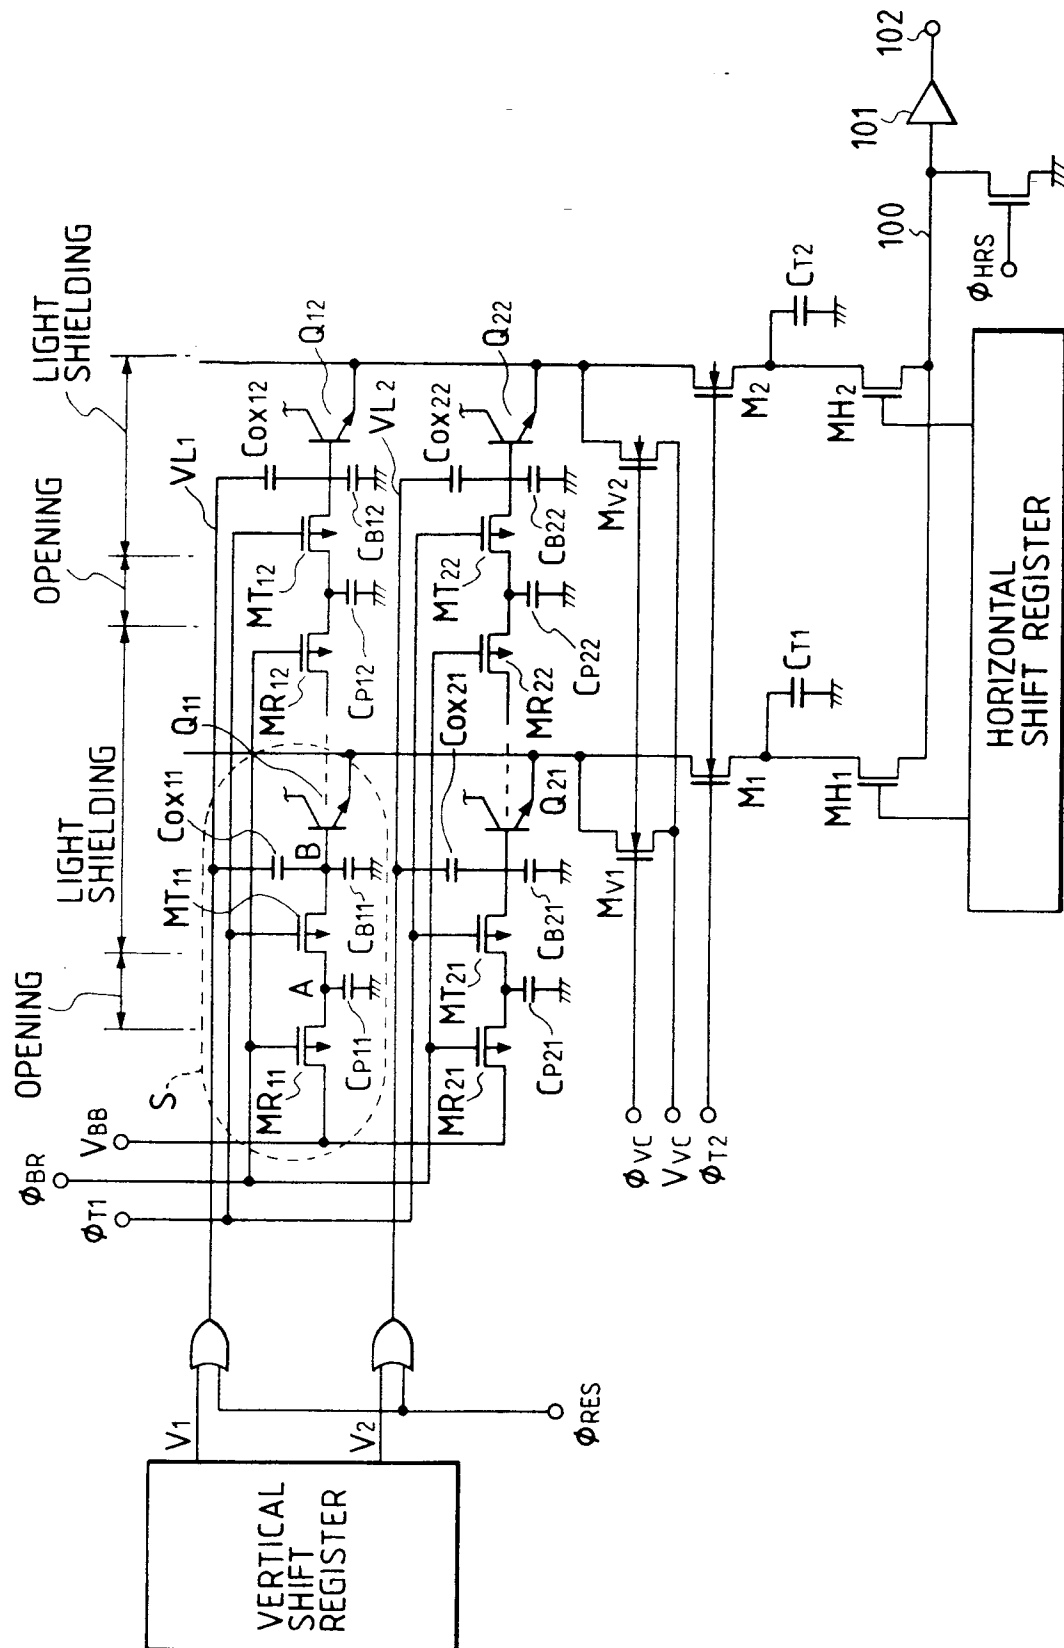 VERTICAL
SHIFT
REGISTER
V1
V2
ΦRES
ΦT1
ΦBR
VBB
S
OPENING
LIGHT
SHIELDING
OPENING
LIGHT
SHIELDING
MR11
A
CP11
MT11
COX11
B
CB11
Q11
MR12
CP12
MT12
VL1
COX12
CB12
Q12
MR21
CP21
MT21
CB21
COX21
Q21
MR22
CP22
MT22
CB22
COX22
VL2
Q22
ΦVC
VVC
ΦT2
MV1
MV2
M1
CT1
M2
CT2
MH1
MH2
HORIZONTAL
SHIFT REGISTER
ΦHRS
100
101
102